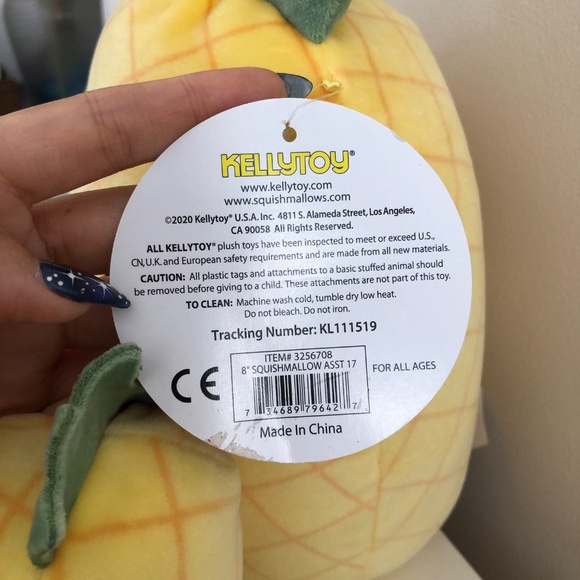 KELLYTOY®
www.kellytoy.com
www.squishmallows.com
©2020 Kellytoy® U.S.A. Inc. 4811 S. Alameda Street, Los Angeles,
CA 90058 All Rights Reserved.
ALL KELLYTOY® plush toys have been inspected to meet or exceed U.S.,
CN, U.K. and European safety requirements and are made from all new materials.
CAUTION: All plastic tags and attachments to a basic stuffed animal should
be removed before giving to a child. These attachments are not part of this toy.
TO CLEAN: Machine wash cold, tumble dry low heat.
Do not bleach. Do not iron.
Tracking Number: KL111519
ITEM# 3256708
8" SQUISHMALLOW ASST 17
CE
FOR ALL AGES
7 34689 79642 7
Made In China